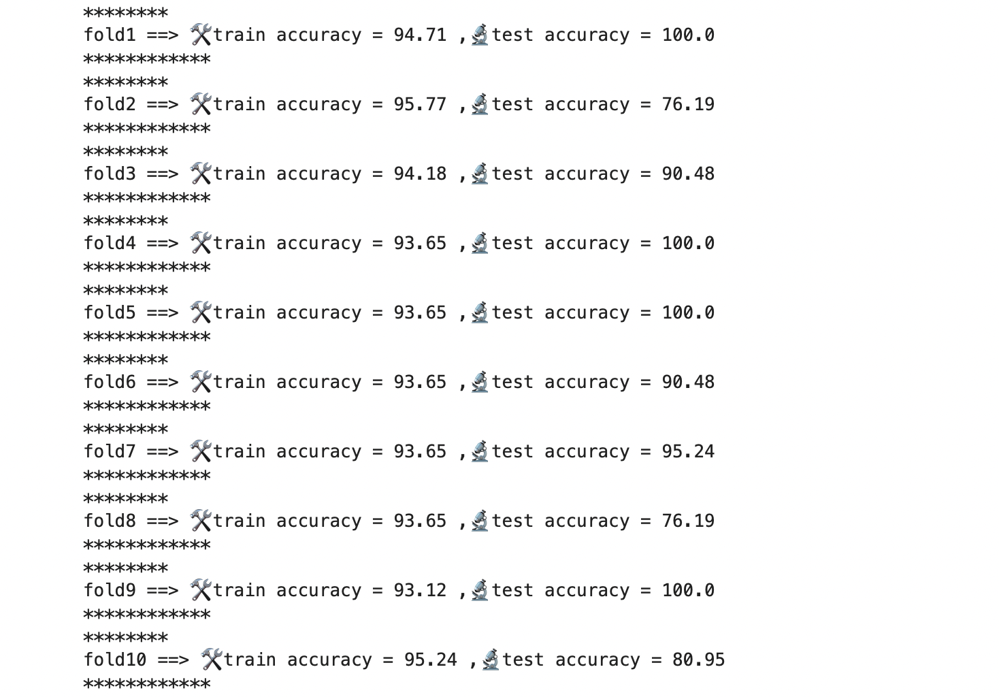 ********
fold1 ==> 🛠train accuracy = 94.71 ,🔬test accuracy = 100.0
************
********
fold2 ==> 🛠train accuracy = 95.77 ,🔬test accuracy = 76.19
************
********
fold3 ==> 🛠train accuracy = 94.18 ,🔬test accuracy = 90.48
************
********
fold4 ==> 🛠train accuracy = 93.65 ,🔬test accuracy = 100.0
************
********
fold5 ==> 🛠train accuracy = 93.65 ,🔬test accuracy = 100.0
************
********
fold6 ==> 🛠train accuracy = 93.65 ,🔬test accuracy = 90.48
************
********
fold7 ==> 🛠train accuracy = 93.65 ,🔬test accuracy = 95.24
************
********
fold8 ==> 🛠train accuracy = 93.65 ,🔬test accuracy = 76.19
************
********
fold9 ==> 🛠train accuracy = 93.12 ,🔬test accuracy = 100.0
************
********
fold10 ==> 🛠train accuracy = 95.24 ,🔬test accuracy = 80.95
************